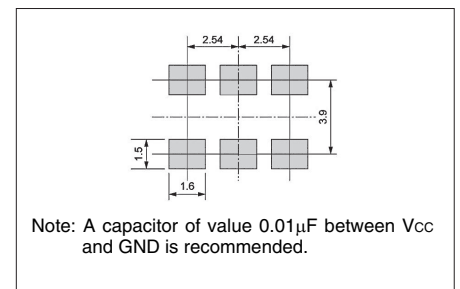 2.54 2.54
3.9
1.5
1.6
Note: A capacitor of value 0.01μF between Vcc
and GND is recommended.